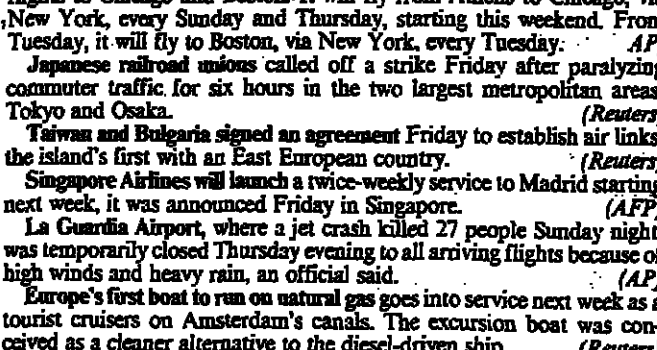 ,New York, every Sunday and Thursday, starting this weekend. From
Tuesday, it will fly to Boston, via New York, every Tuesday. AP
Japanese railroad unions called off a strike Friday after paralyzing
commuter traffic for six hours in the two largest metropolitan areas
Tokyo and Osaka. (Reuters
Taiwan and Bulgaria signed an agreement Friday to establish air links
the island's first with an East European country. (Reuters
Singapore Airlines will launch a twice-weekly service to Madrid starting
next week, it was announced Friday in Singapore. (AFP)
La Guardia Airport, where a jet crash killed 27 people Sunday night
was temporarily closed Thursday evening to all arriving flights because of
high winds and heavy rain, an official said. (AP)
Europe's first boat to run on natural gas goes into service next week as a
tourist cruisers on Amsterdam's canals. The excursion boat was con-
ceived as a cleaner alternative to the diesel-driven ship. (Reuters